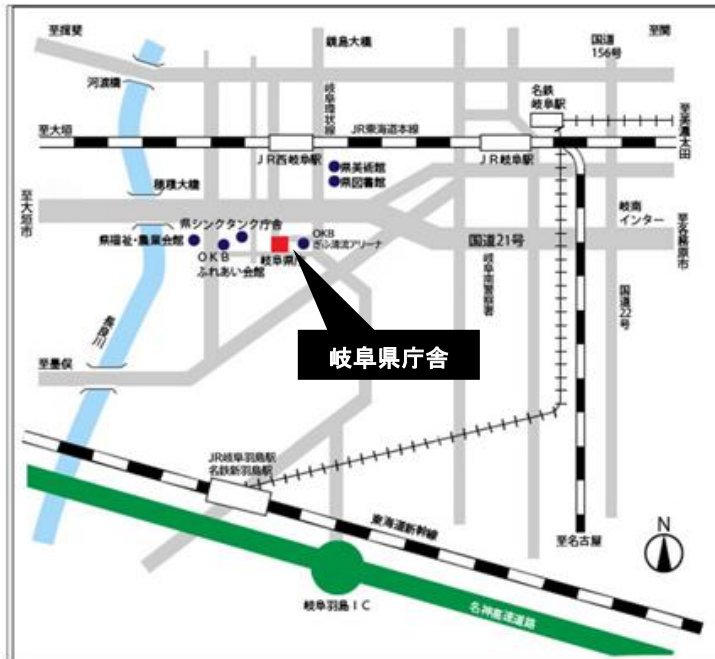 至揖斐
鏡島大橋
国道
156号
至関
河渡橋
岐阜環状線
名鉄
岐阜駅
至大垣
JR東海道本線
至美濃太田
JR西岐阜駅
JR岐阜駅
県美術館
県図書館
穂積大橋
至大垣市
岐南
インター
県シンクタンク庁舎
県福祉・農業会館
OKB
ふれあい会館
岐阜県庁
OKB
ぎふ清流アリーナ
国道21号
至各務原市
岐阜南警察署
国道22号
長良川
岐阜県庁舎
至墨俣
JR岐阜羽島駅
名鉄新羽島駅
東海道新幹線
至名古屋
N
岐阜羽島IC
名神高速道路